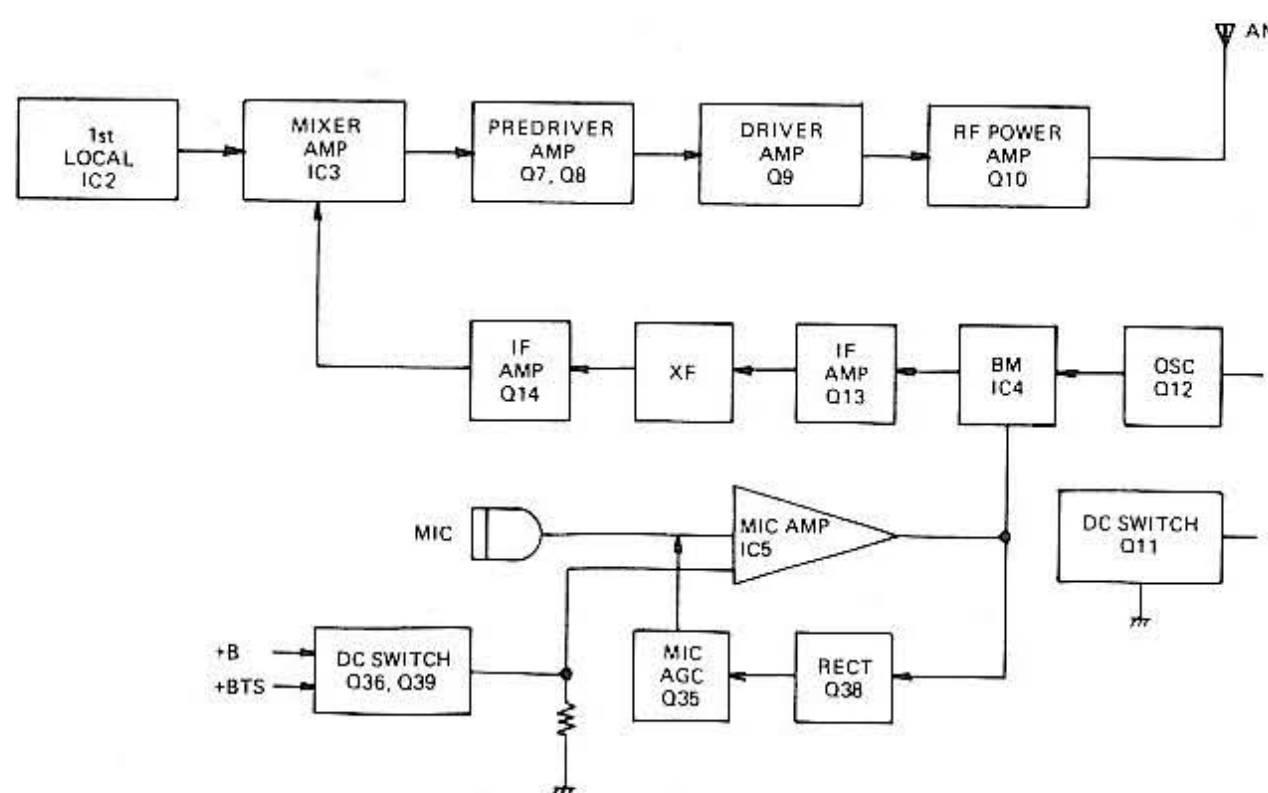 AN
1st
LOCAL
IC2
MIXER
AMP
IC3
PREDRIVER
AMP
Q7, Q8
DRIVER
AMP
Q9
RF POWER
AMP
Q10
IF
AMP
Q14
XF
IF
AMP
Q13
BM
IC4
OSC
Q12
MIC
MIC AMP
IC5
DC SWITCH
Q11
+B
+BTS
DC SWITCH
Q36, Q39
MIC
AGC
Q35
RECT
Q38